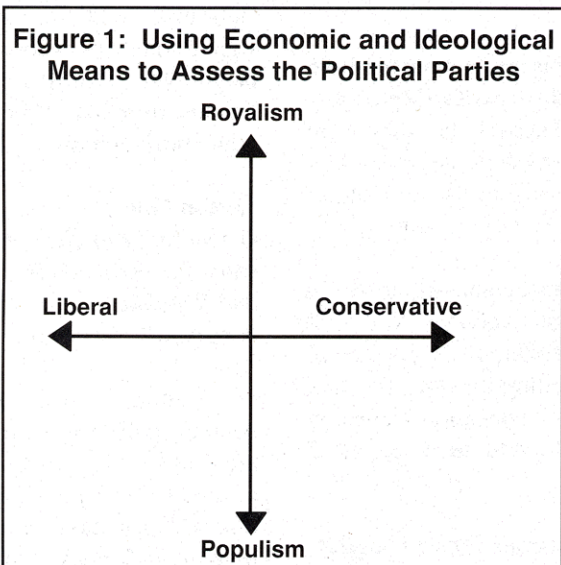 Figure 1: Using Economic and Ideological
Means to Assess the Political Parties
Royalism
Liberal
Conservative
Populism